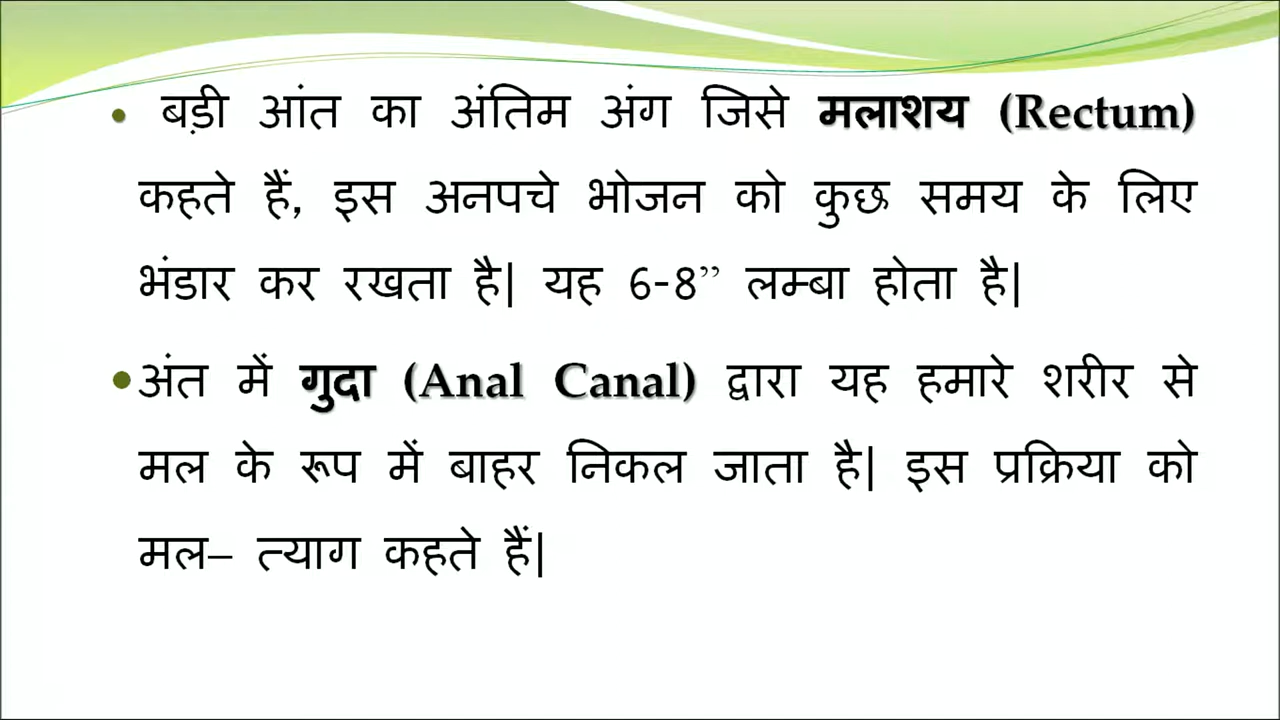 • बड़ी आंत का अंतिम अंग जिसे मलाशय (Rectum)
कहते हैं, इस अनपचे भोजन को कुछ समय के लिए
भंडार कर रखता है| यह 6-8” लम्बा होता है|
•अंत में गुदा (Anal Canal) द्वारा यह हमारे शरीर से
मल के रूप में बाहर निकल जाता है| इस प्रक्रिया को
मल– त्याग कहते हैं|